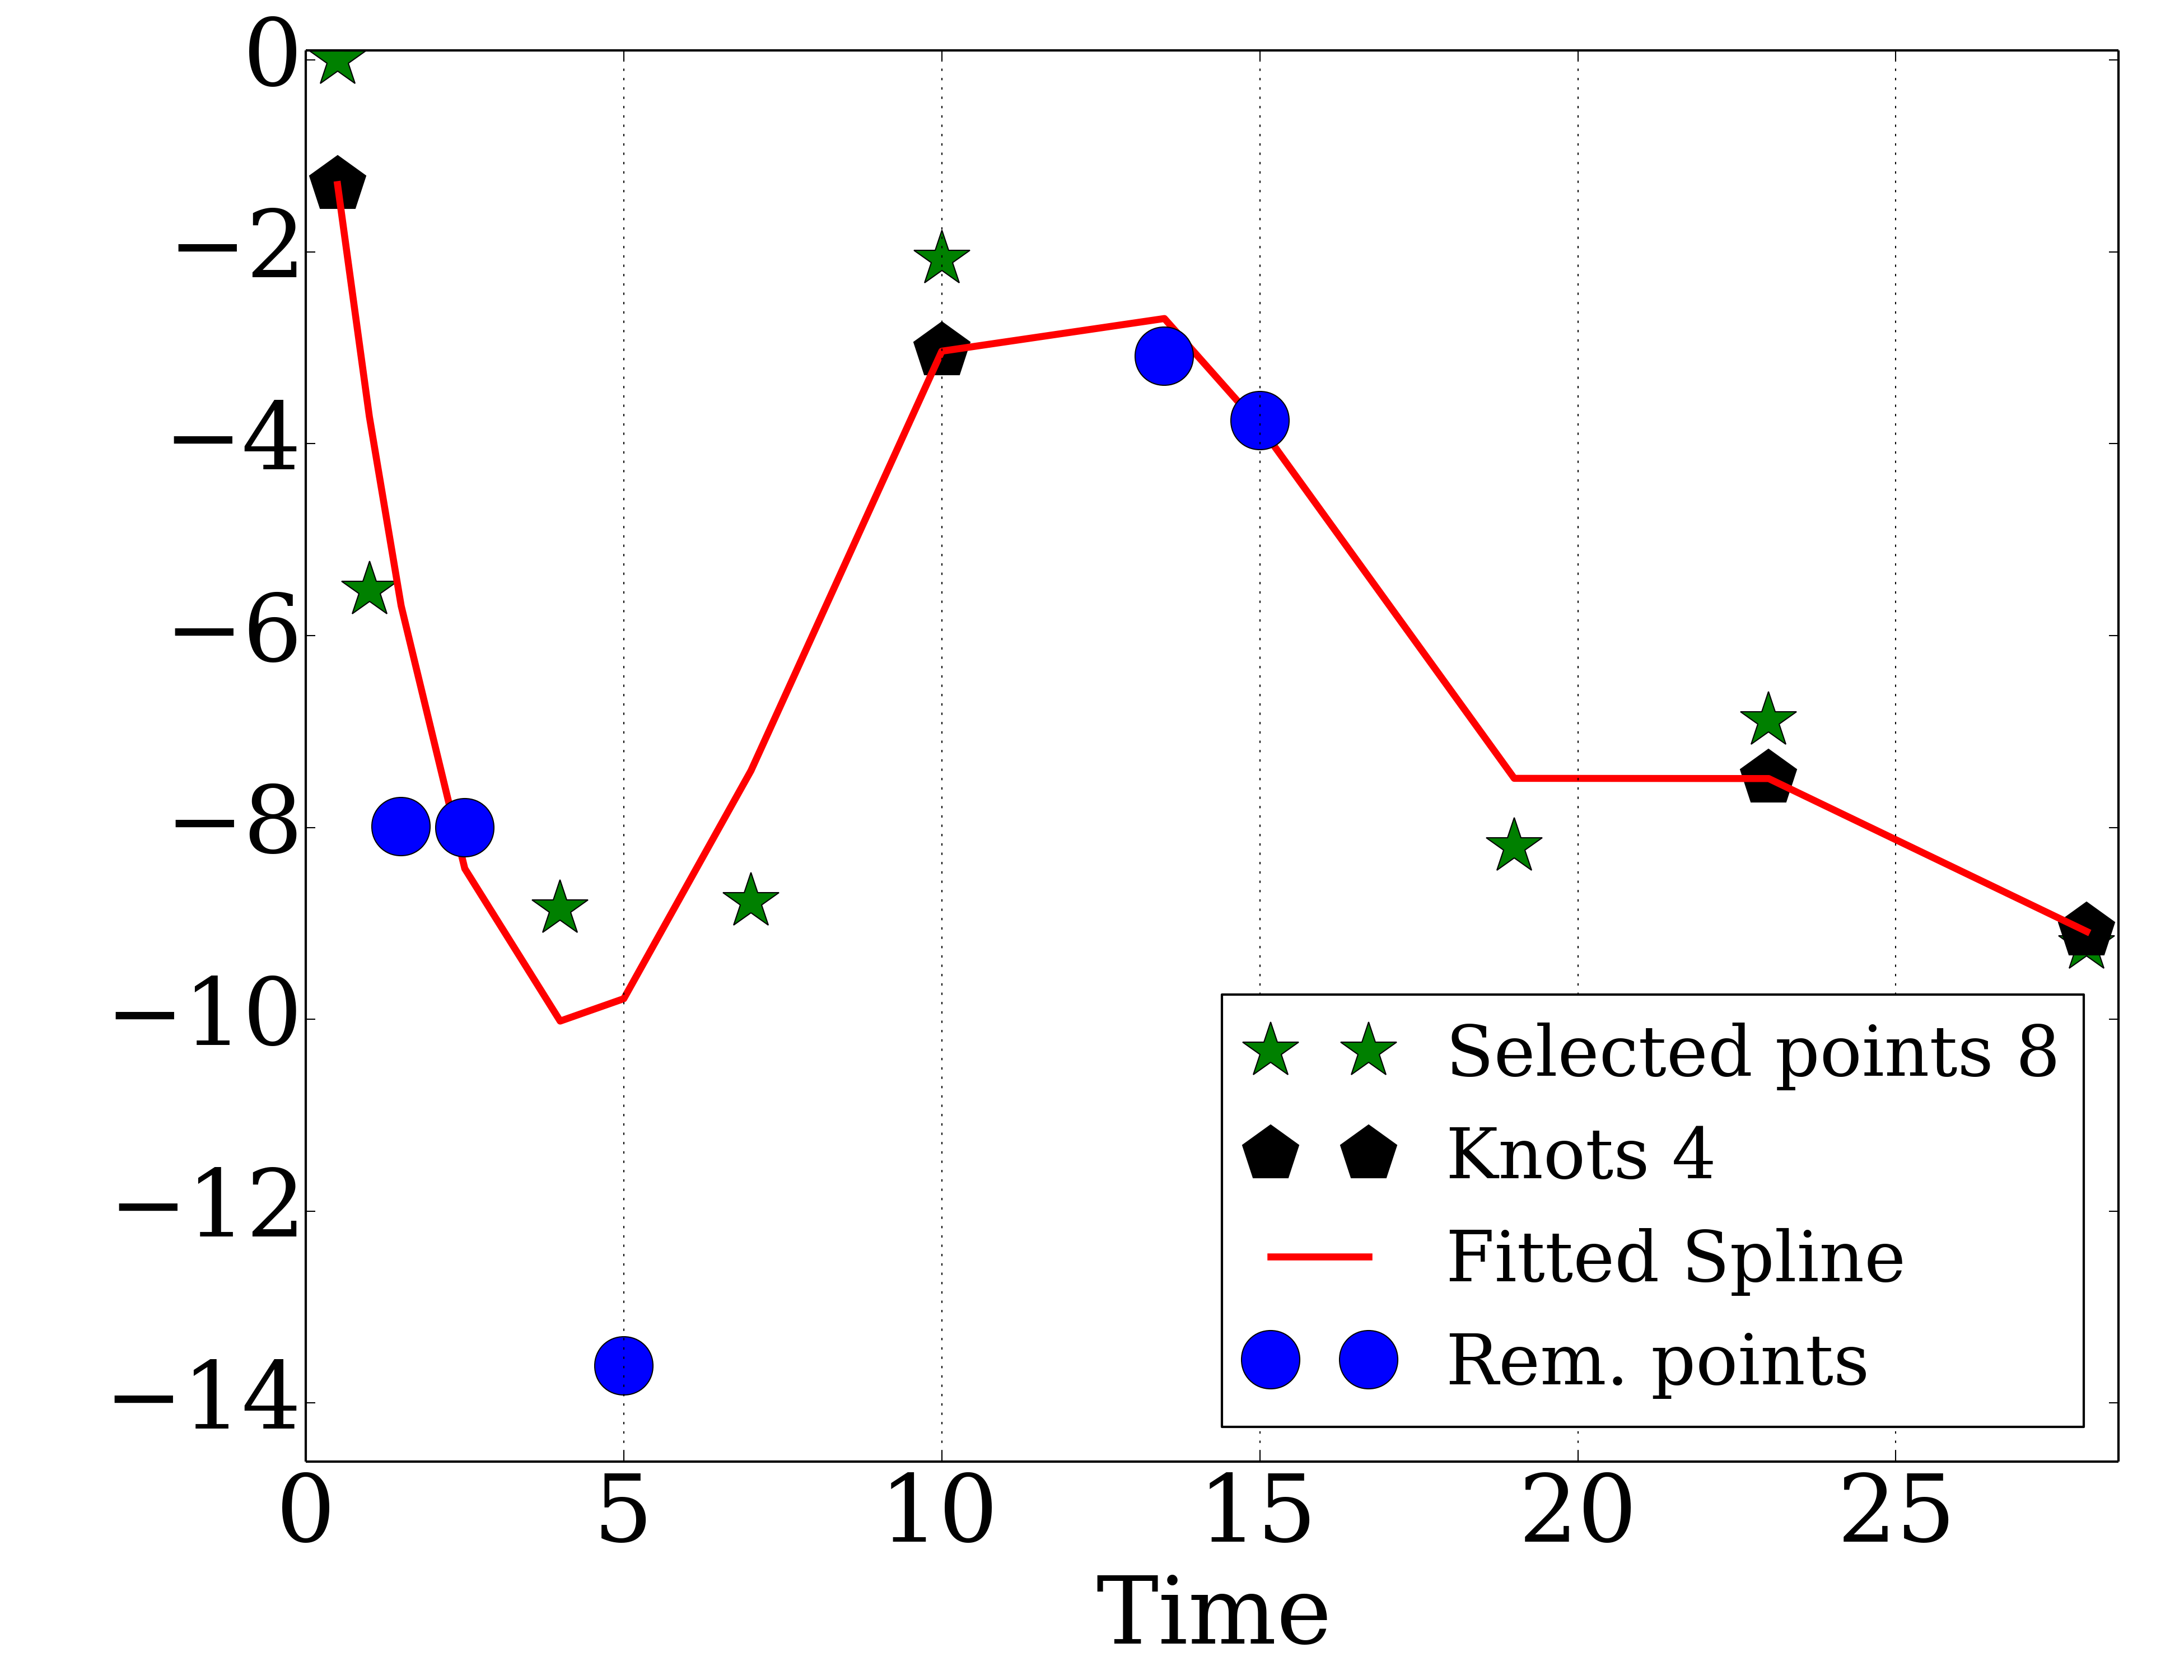 0
−2
−4
−6
−8
−10
−12
−14
Selected points 8
Knots 4
Fitted Spline
Rem. points
0 5 10 15 20 25
Time